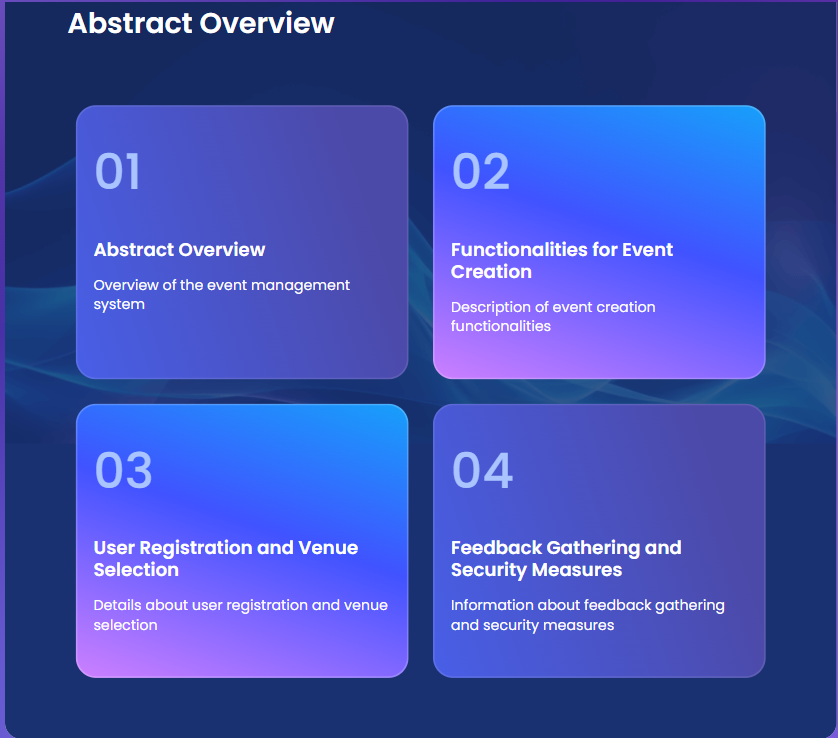 Abstract Overview
01
Abstract Overview
Overview of the event management
system
02
Functionalities for Event
Creation
Description of event creation
functionalities
03
User Registration and Venue
Selection
Details about user registration and venue
selection
04
Feedback Gathering and
Security Measures
Information about feedback gathering
and security measures